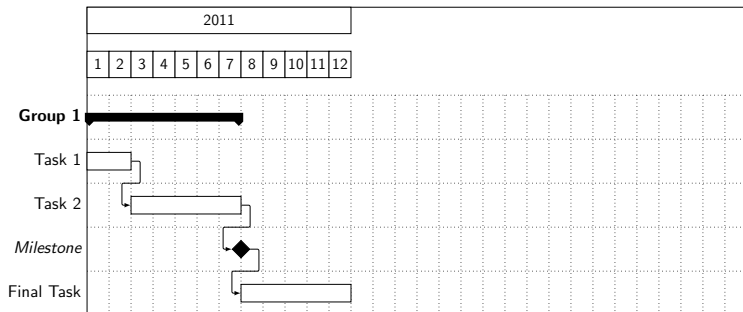 2011
1 2 3 4 5 6 7 8 9 10 11 12
Group 1
Task 1
Task 2
Milestone
Final Task